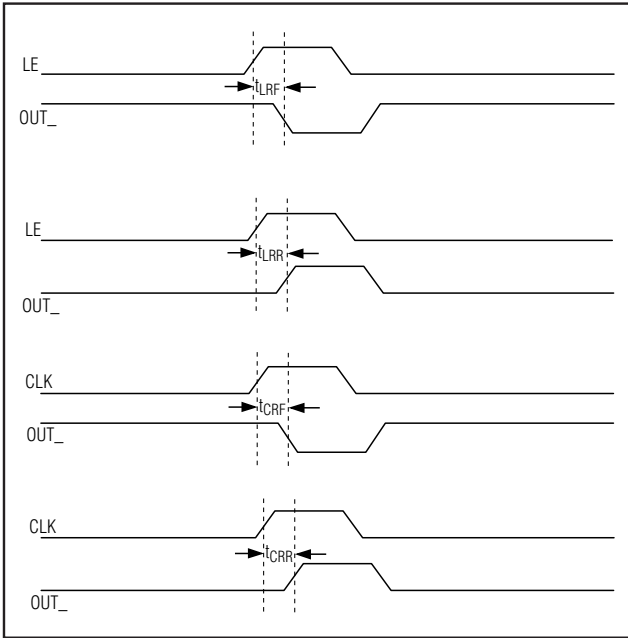 LE
tLRF
OUT_
LE
tLRR
OUT_
CLK
tCRF
OUT_
CLK
tCRR
OUT_